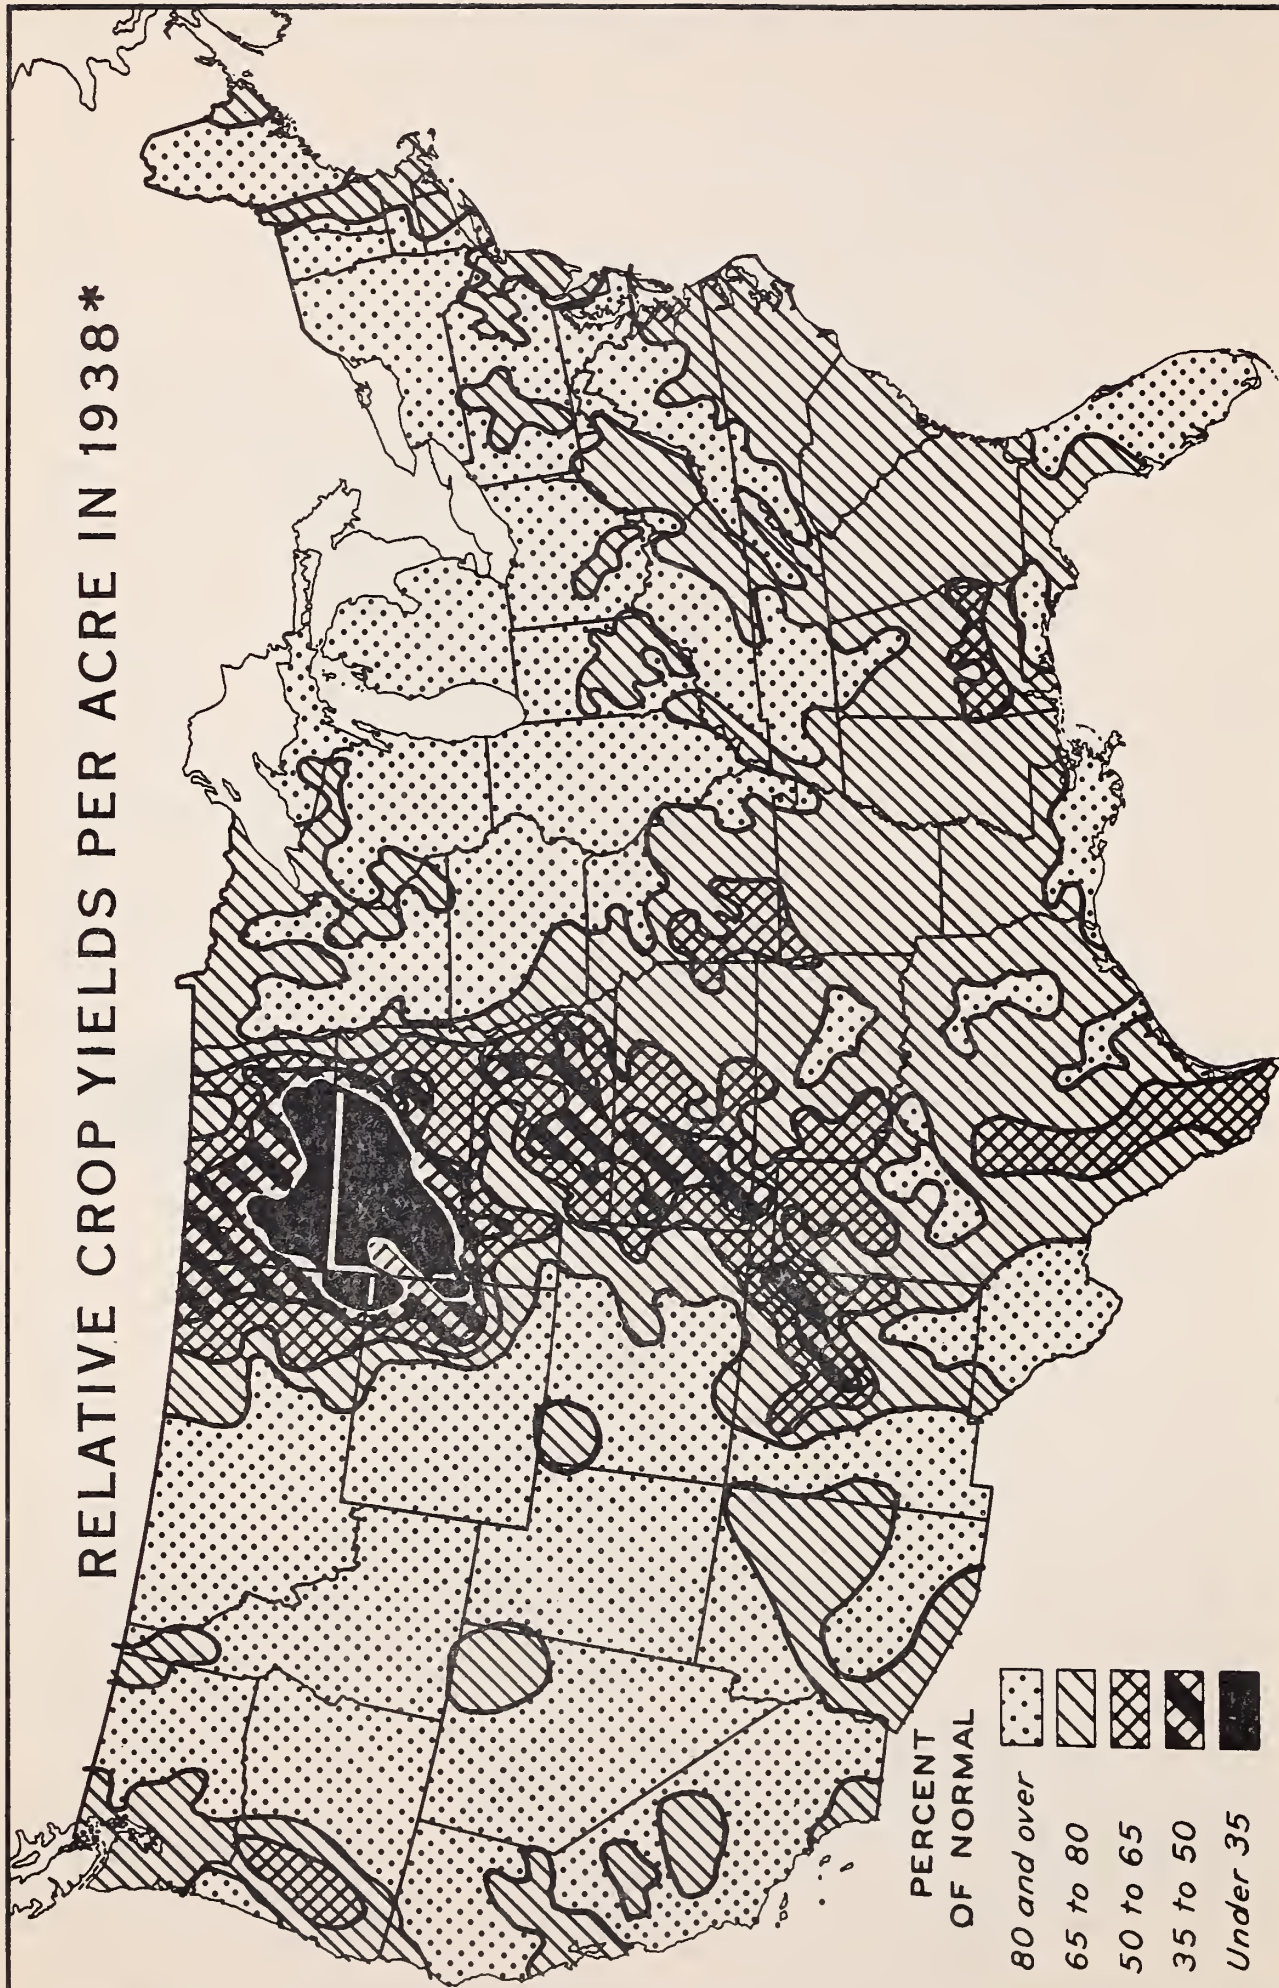 RELATIVE CROP YIELDS PER ACRE IN 1938*
PERCENT
OF NORMAL
80 and over
65 to 80
50 to 65
35 to 50
Under 35